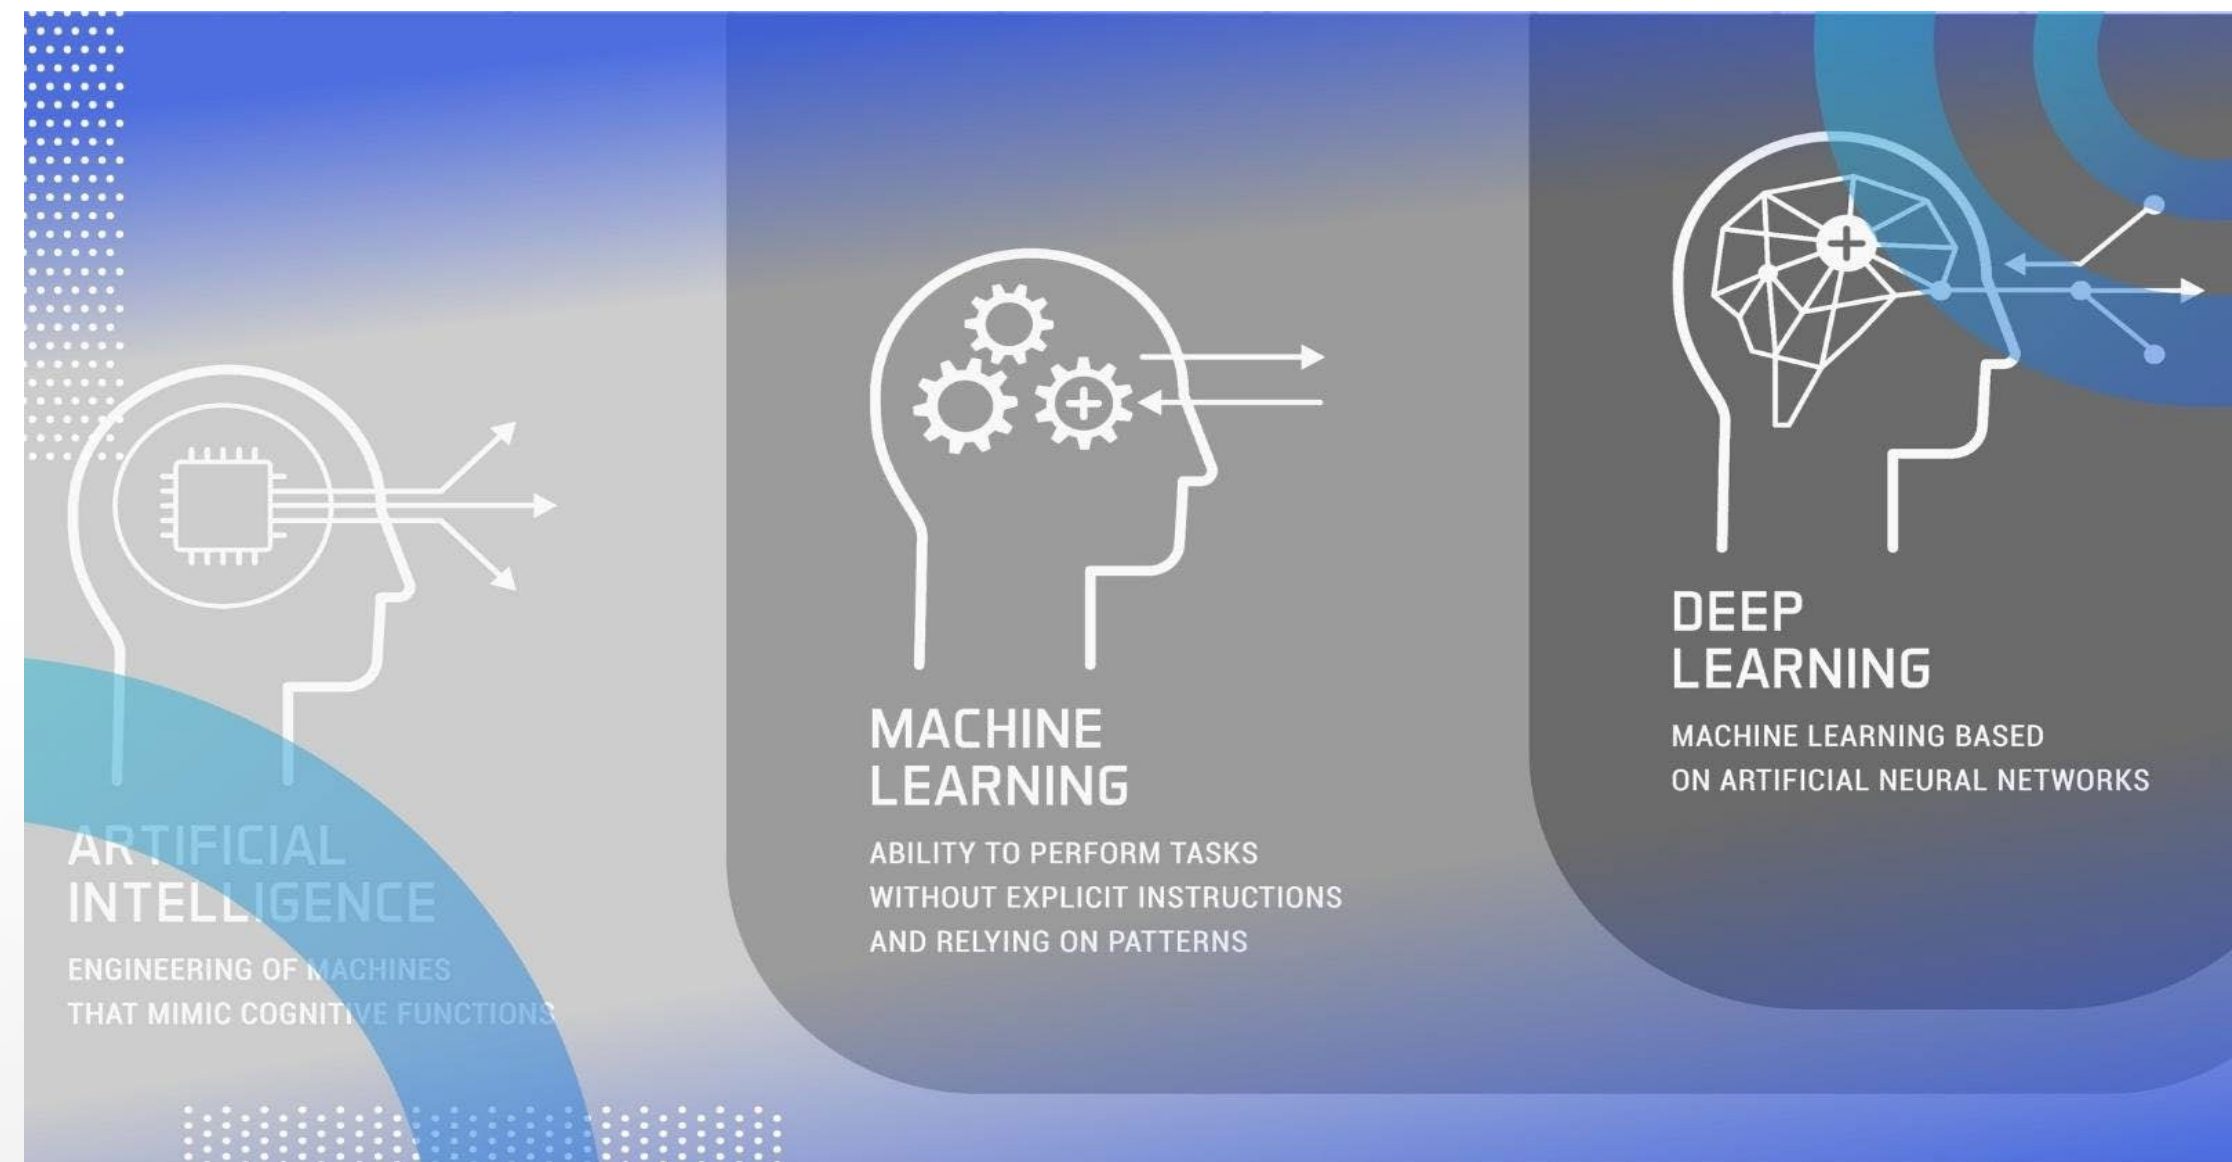 ARTIFICIAL
INTELLIGENCE
ENGINEERING OF MACHINES
THAT MIMIC COGNITIVE FUNCTIONS
MACHINE
LEARNING
ABILITY TO PERFORM TASKS
WITHOUT EXPLICIT INSTRUCTIONS
AND RELYING ON PATTERNS
DEEP
LEARNING
MACHINE LEARNING BASED
ON ARTIFICIAL NEURAL NETWORKS